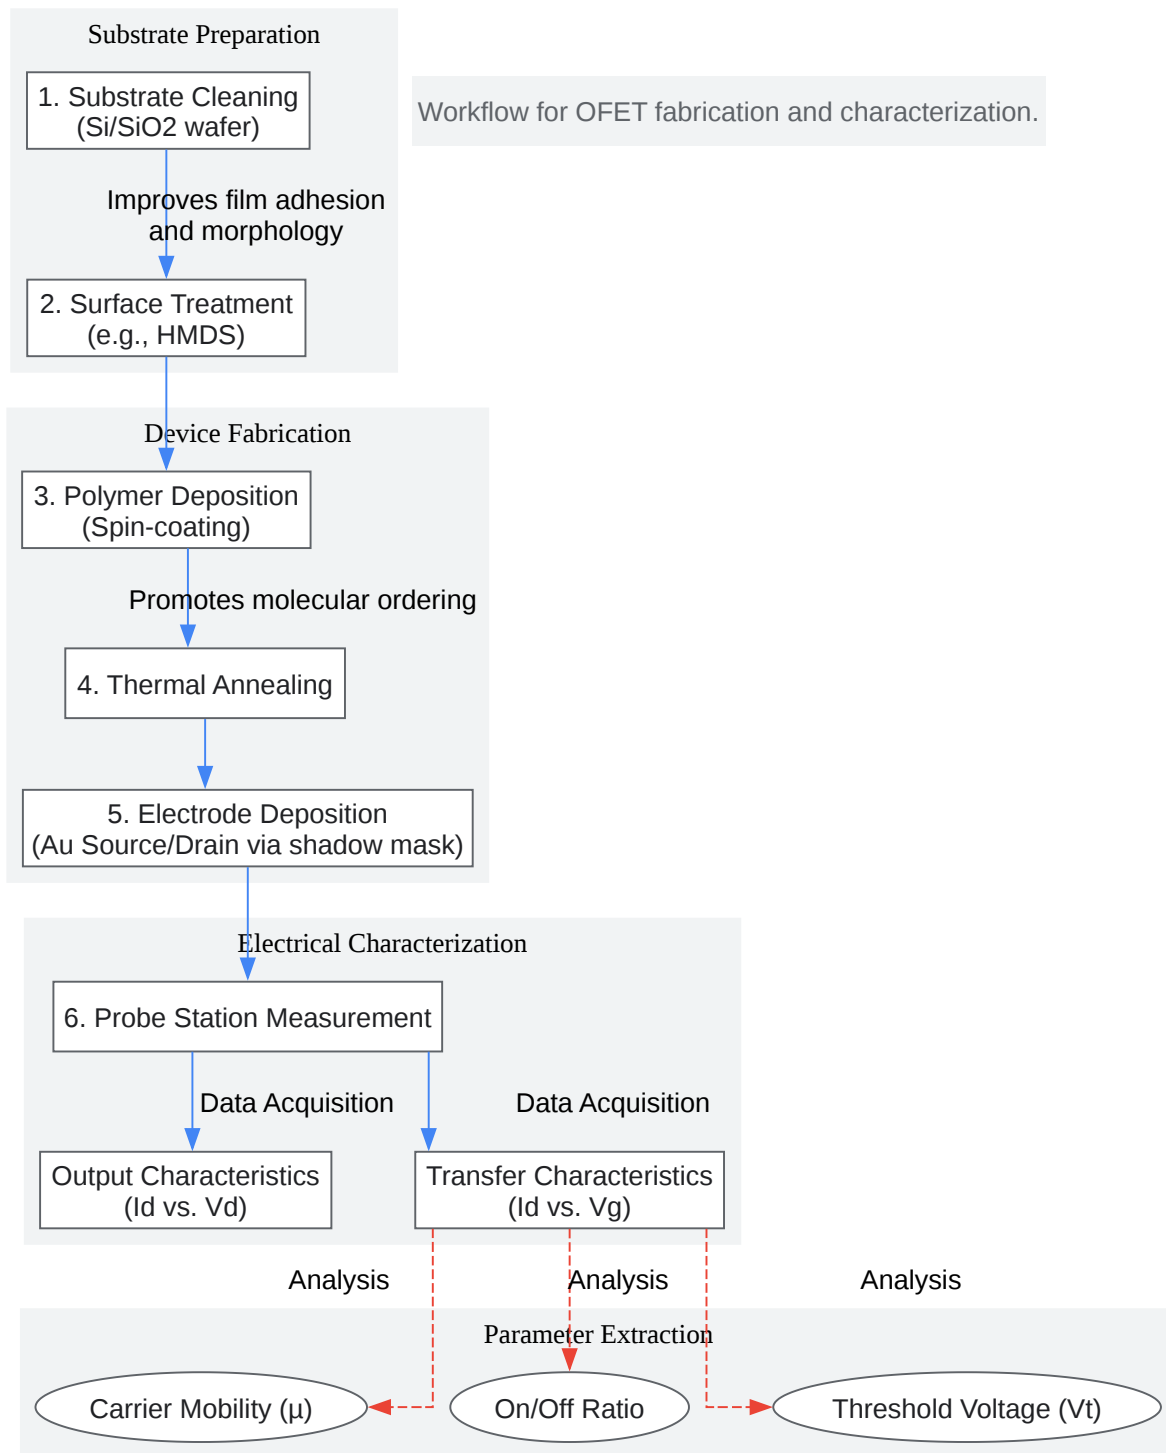 Substrate Preparation
1. Substrate Cleaning
(Si/SiO2 wafer)
Workflow for OFET fabrication and characterization.
Improves film adhesion
and morphology
2. Surface Treatment
(e.g., HMDS)
Device Fabrication
3. Polymer Deposition
(Spin-coating)
Promotes molecular ordering
4. Thermal Annealing
5. Electrode Deposition
(Au Source/Drain via shadow mask)
Electrical Characterization
6. Probe Station Measurement
Data Acquisition
Data Acquisition
Output Characteristics
(Id vs. Vd)
Transfer Characteristics
(Id vs. Vg)
Analysis
Analysis
Analysis
Parameter Extraction
Carrier Mobility (µ)
On/Off Ratio
Threshold Voltage (Vt)